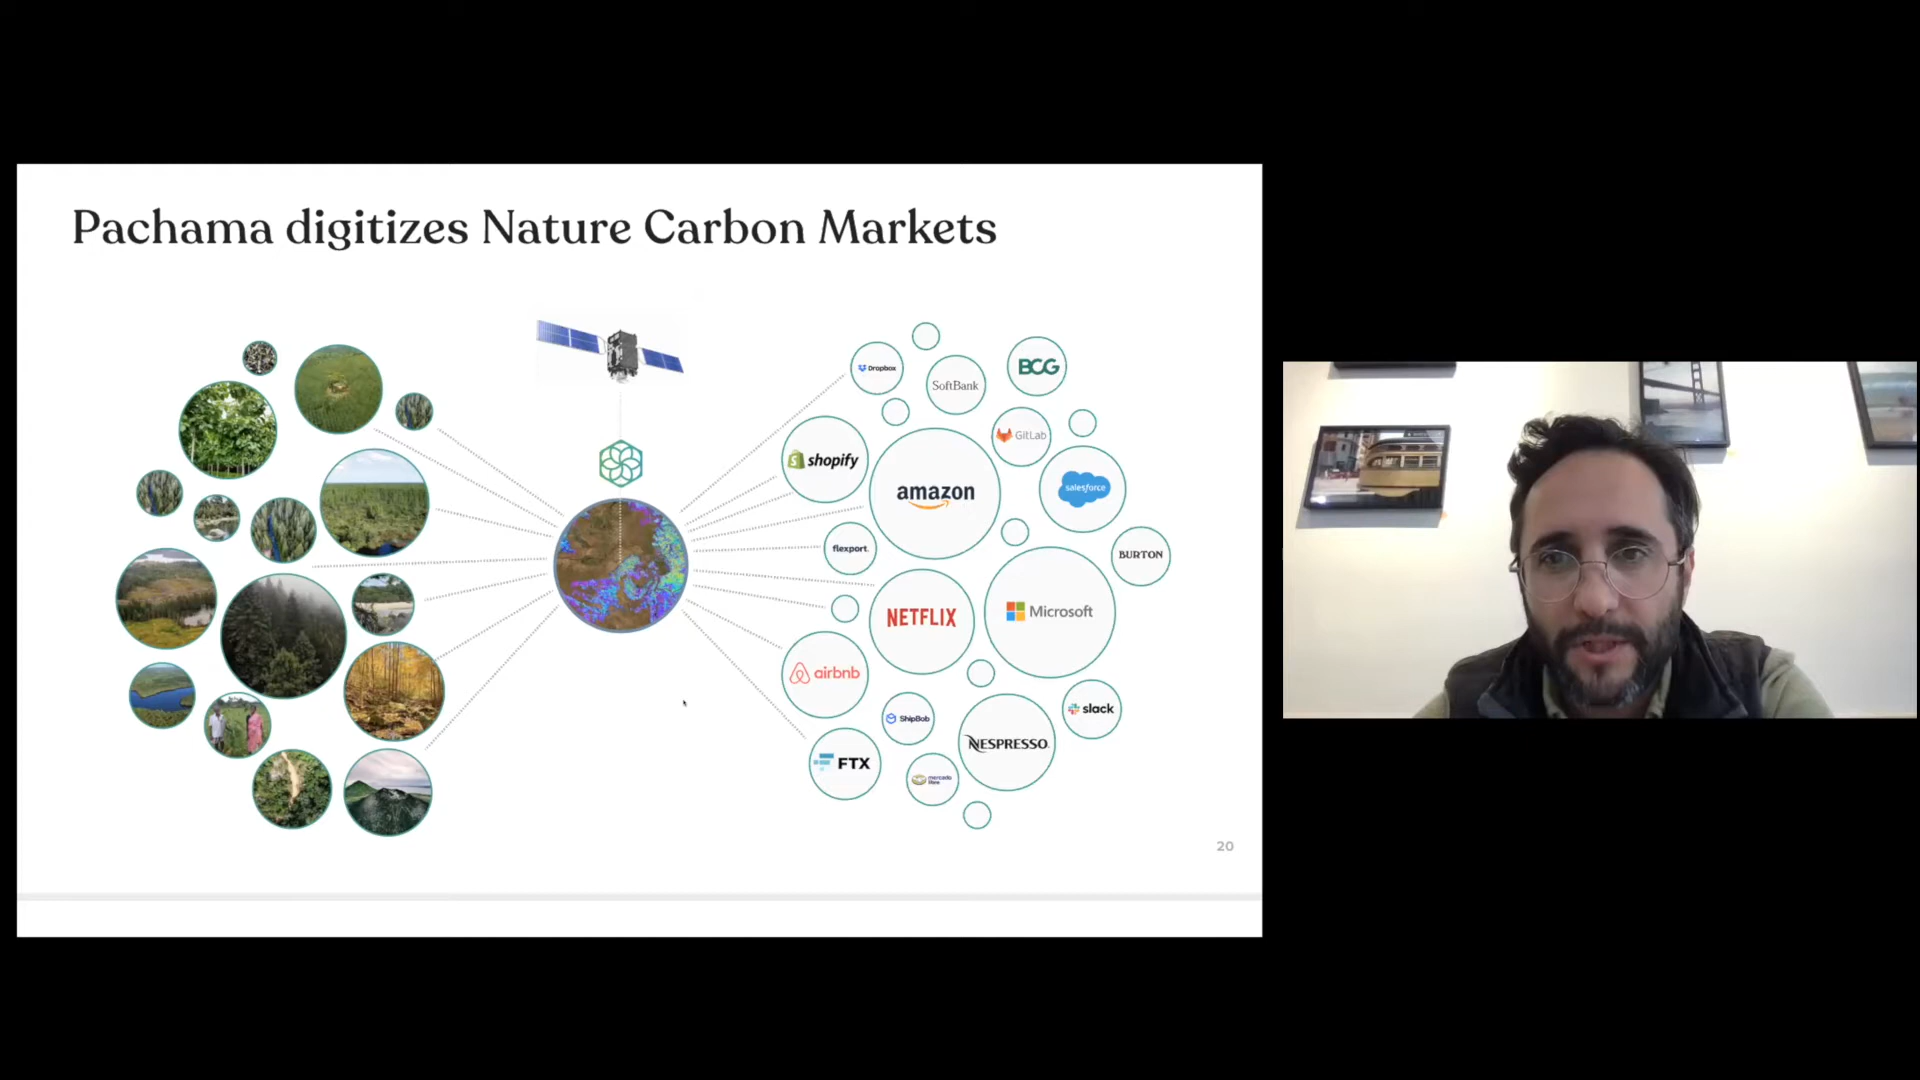 Pachama digitizes Nature Carbon Markets
Dropbox
SoftBank
BCG
GitLab
shopify
amazon
salesforce
flexport.
BURTON
NETFLIX
Microsoft
airbnb
ShipBob
slack
NESPRESSO.
FTX
mercado
libre
20